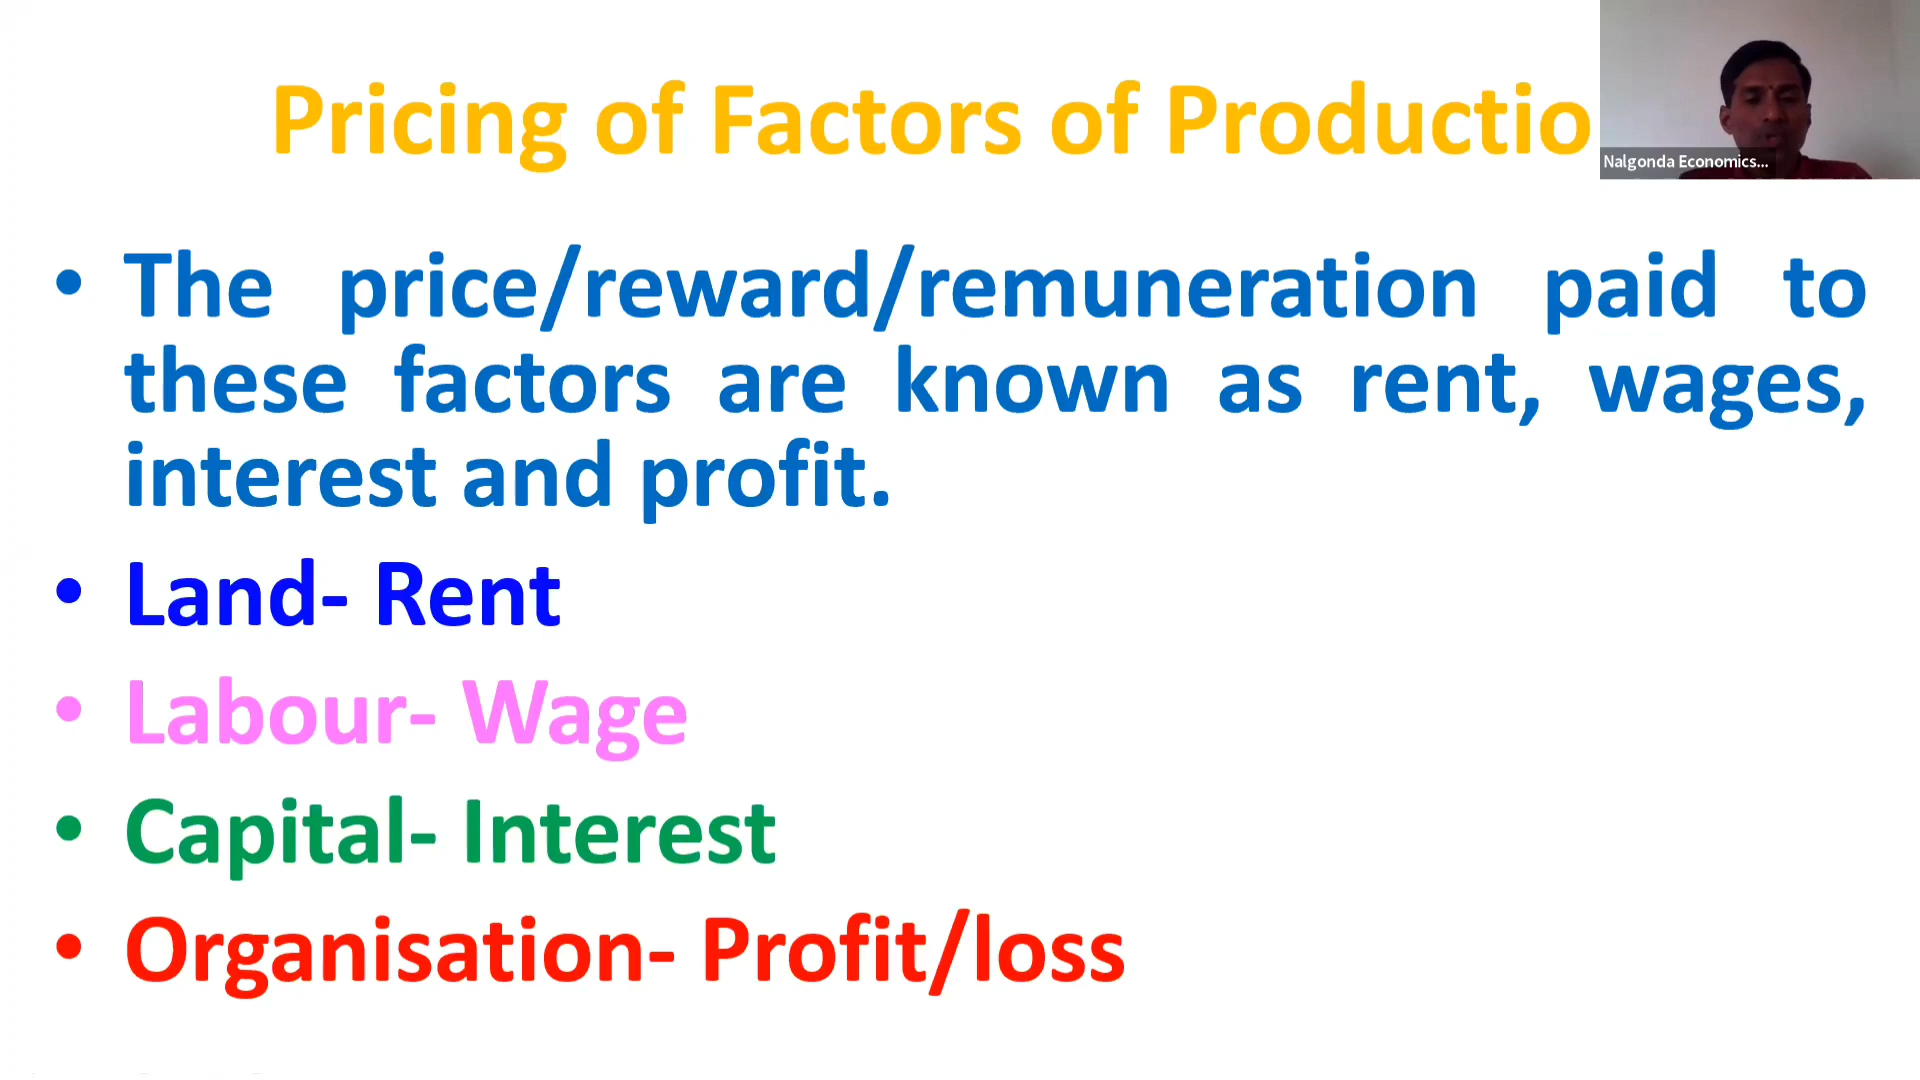 Pricing of Factors of Productio
Nalgonda Economics...
• The price/reward/remuneration paid to
these factors are known as rent, wages,
interest and profit.
• Land- Rent
• Labour- Wage
• Capital- Interest
• Organisation- Profit/loss